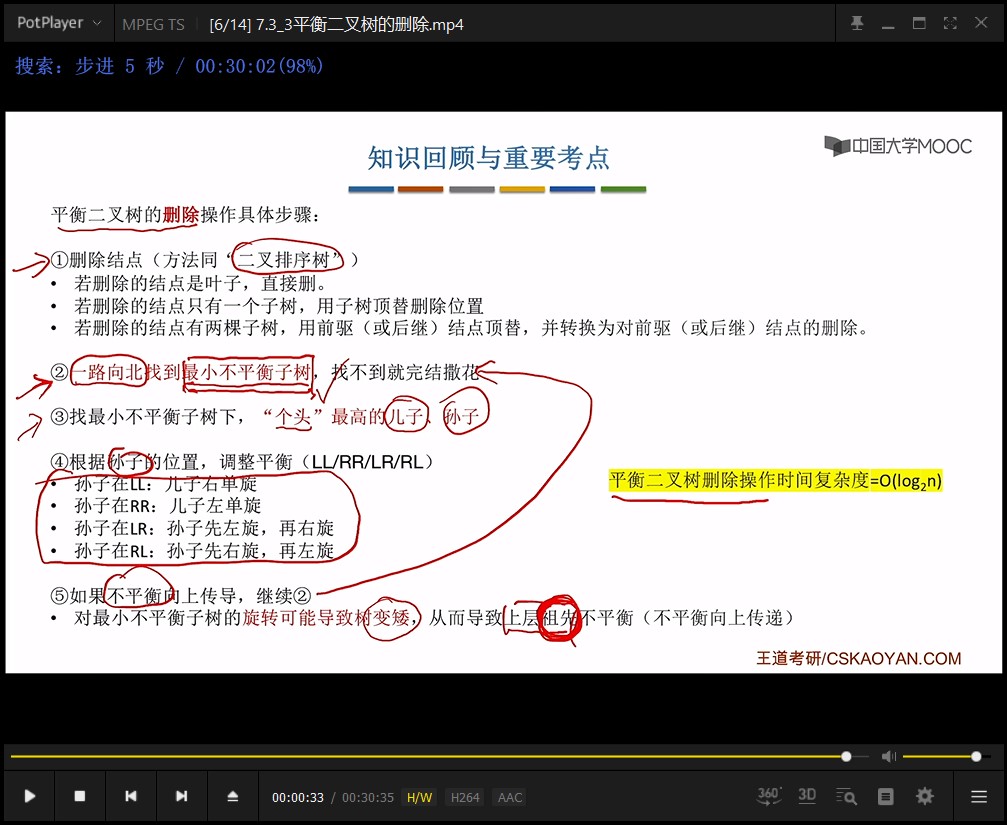 PotPlayer MPEG TS [6/14] 7.3_3平衡二叉树的删除.mp4
搜索：步进 5 秒 / 00:30:02(98%)
知识回顾与重要考点
中国大学MOOC
平衡二叉树的删除操作具体步骤：
①删除结点（方法同“二叉排序树”）
• 若删除的结点是叶子，直接删。
• 若删除的结点只有一个子树，用子树顶替删除位置
• 若删除的结点有两棵子树，用前驱（或后继）结点顶替，并转换为对前驱（或后继）结点的删除。
②一路向北找到最小不平衡子树，找不到就完结撒花
③找最小不平衡子树下，“个头”最高的儿子、孙子
④根据孙子的位置，调整平衡（LL/RR/LR/RL）
• 孙子在LL：儿子右单旋
• 孙子在RR：儿子左单旋
• 孙子在LR：孙子先左旋，再右旋
• 孙子在RL：孙子先右旋，再左旋
平衡二叉树删除操作时间复杂度=O(log₂n)
⑤如果不平衡向上传导，继续②
• 对最小不平衡子树的旋转可能导致树变矮，从而导致上层祖先不平衡（不平衡向上传递）
王道考研/CSKAOYAN.COM
00:00:33 / 00:30:35 H/W H264 AAC
360° 3D